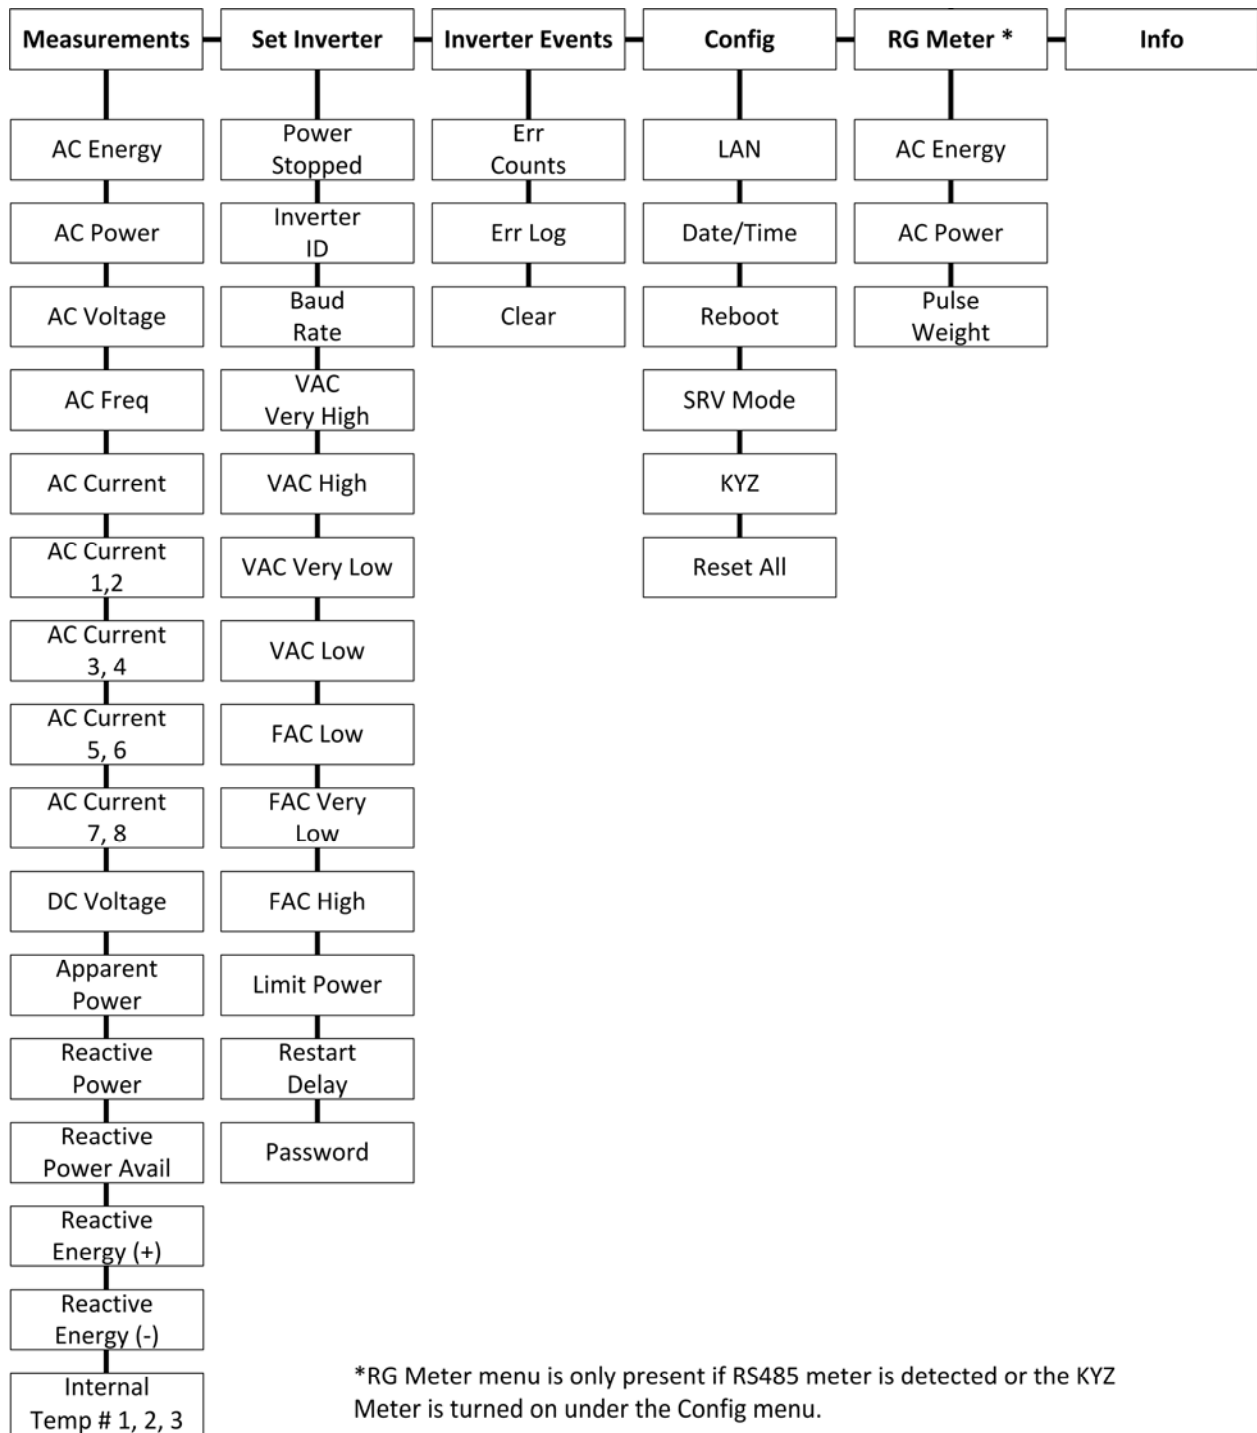 Measurements
Set Inverter
Inverter Events
Config
RG Meter *
Info
AC Energy
AC Power
AC Voltage
AC Freq
AC Current
AC Current
1,2
AC Current
3, 4
AC Current
5, 6
AC Current
7, 8
DC Voltage
Apparent
Power
Reactive
Power
Reactive
Power Avail
Reactive
Energy (+)
Reactive
Energy (-)
Internal
Temp # 1, 2, 3
Power
Stopped
Inverter
ID
Baud
Rate
VAC
Very High
VAC High
VAC Very Low
VAC Low
FAC Low
FAC Very
Low
FAC High
Limit Power
Restart
Delay
Password
Err
Counts
Err Log
Clear
LAN
Date/Time
Reboot
SRV Mode
KYZ
Reset All
AC Energy
AC Power
Pulse
Weight
*RG Meter menu is only present if RS485 meter is detected or the KYZ
Meter is turned on under the Config menu.